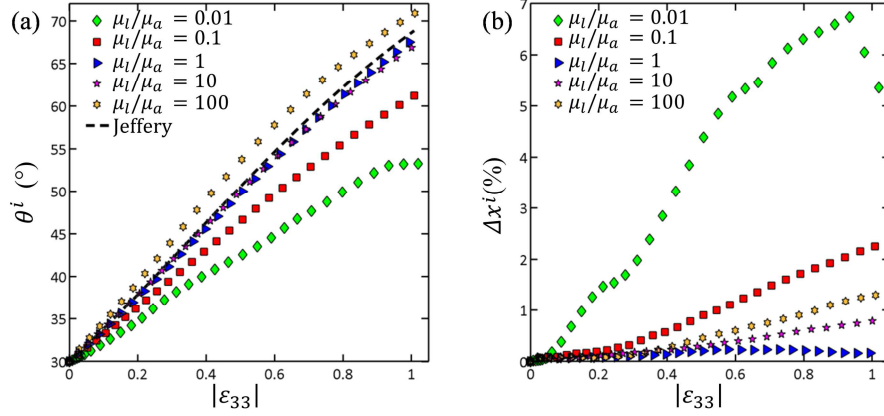 (a)
70
65
60
55
50
45
40
35
30
θⁱ (°)
μₗ/μₐ = 0.01
μₗ/μₐ = 0.1
μₗ/μₐ = 1
μₗ/μₐ = 10
μₗ/μₐ = 100
Jeffery
0 0.2 0.4 0.6 0.8 1
|ε₃₃|
(b)
7
6
5
4
3
2
1
0
Δxⁱ(%)
μₗ/μₐ = 0.01
μₗ/μₐ = 0.1
μₗ/μₐ = 1
μₗ/μₐ = 10
μₗ/μₐ = 100
0 0.2 0.4 0.6 0.8 1
|ε₃₃|